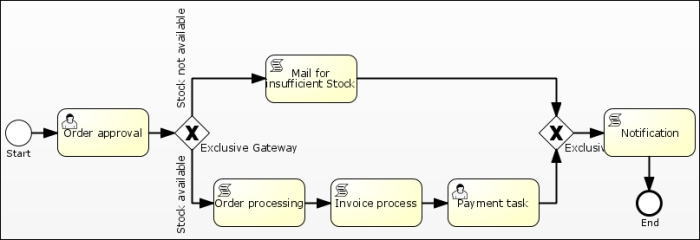 Stock not available
Mail for
insufficient Stock
Start
Order approval
Exclusive Gateway
Exclusiv
Notification
Stock available
Order processing
Invoice process
Payment task
End